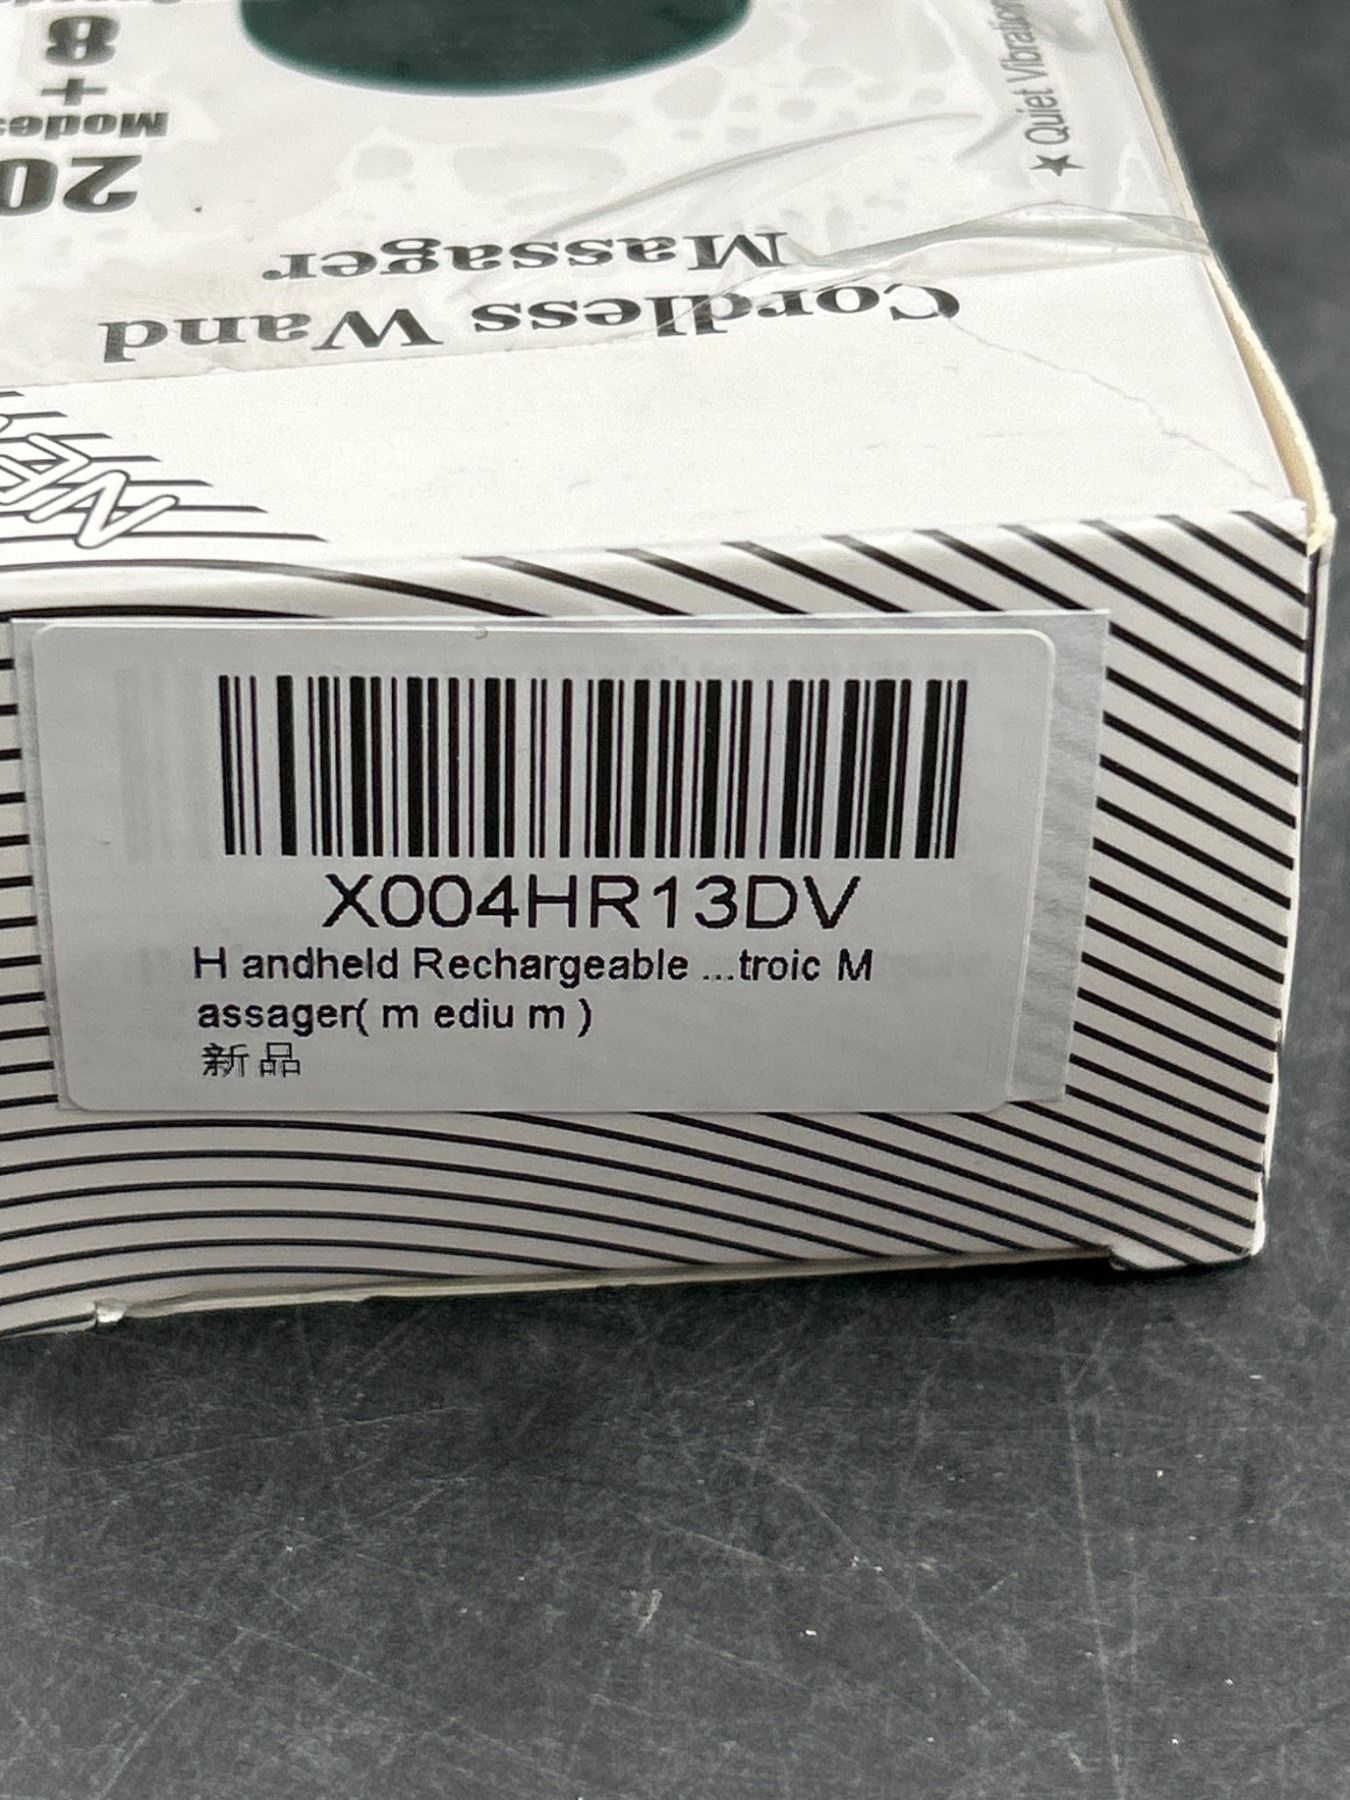 8
+
Modes
20
★ Quiet Vibration
Cordless Wand
Massager
X004HR13DV
H andheld Rechargeable ...troic M
assager( m ediu m )
新品